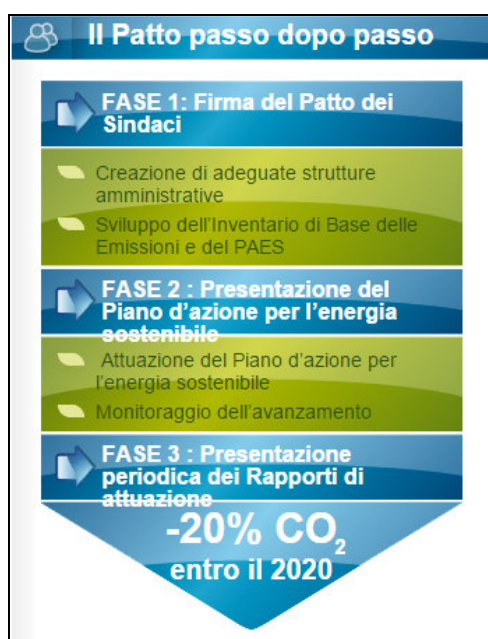 Il Patto passo dopo passo
FASE 1: Firma del Patto dei
Sindaci
Creazione di adeguate strutture
amministrative
Sviluppo dell'Inventario di Base delle
Emissioni e del PAES
FASE 2 : Presentazione del
Piano d'azione per l'energia
sostenibile
Attuazione del Piano d'azione per
l'energia sostenibile
Monitoraggio dell'avanzamento
FASE 3 : Presentazione
periodica dei Rapporti di
attuazione
-20% CO₂
entro il 2020